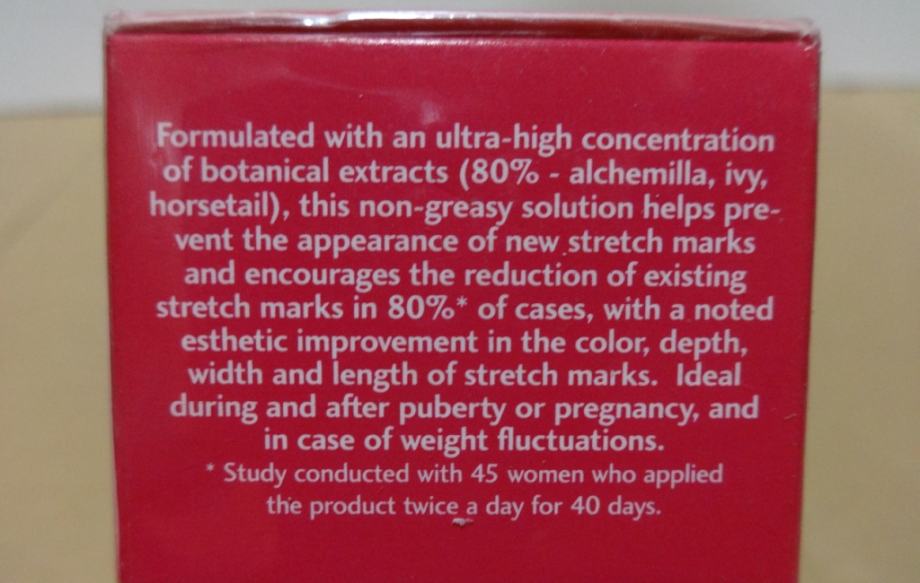 Formulated with an ultra-high concentration
of botanical extracts (80% - alchemilla, ivy,
horsetail), this non-greasy solution helps pre-
vent the appearance of new stretch marks
and encourages the reduction of existing
stretch marks in 80%* of cases, with a noted
esthetic improvement in the color, depth,
width and length of stretch marks. Ideal
during and after puberty or pregnancy, and
in case of weight fluctuations.
* Study conducted with 45 women who applied
the product twice a day for 40 days.